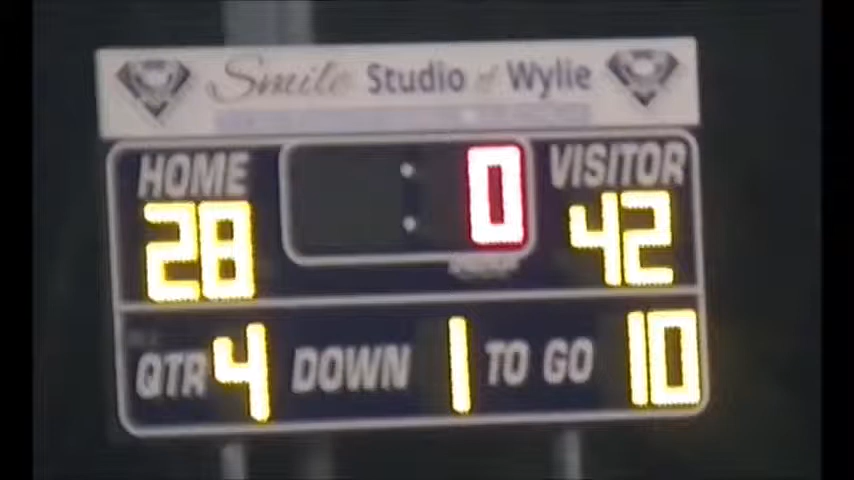 Smile Studio of Wylie
HOME 0 VISITOR
28 42
QTR 4 DOWN 1 TO GO 10